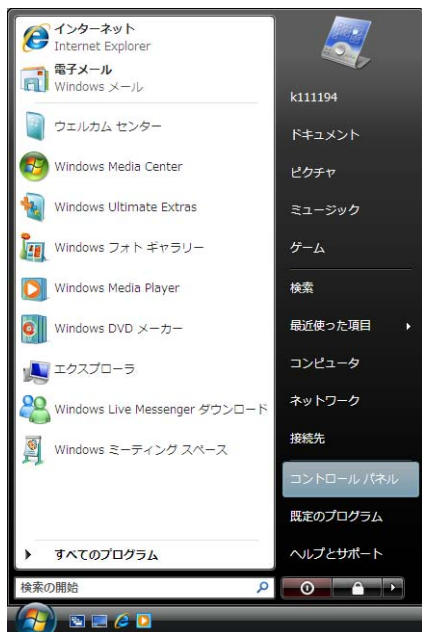 インターネット
Internet Explorer
電子メール
Windows メール
ウェルカム センター
Windows Media Center
Windows Ultimate Extras
Windows フォト ギャラリー
Windows Media Player
Windows DVD メーカー
エクスプローラ
Windows Live Messenger ダウンロード
Windows ミーティング スペース
すべてのプログラム
検索の開始
k111194
ドキュメント
ピクチャ
ミュージック
ゲーム
検索
最近使った項目
コンピュータ
ネットワーク
接続先
コントロール パネル
既定のプログラム
ヘルプとサポート